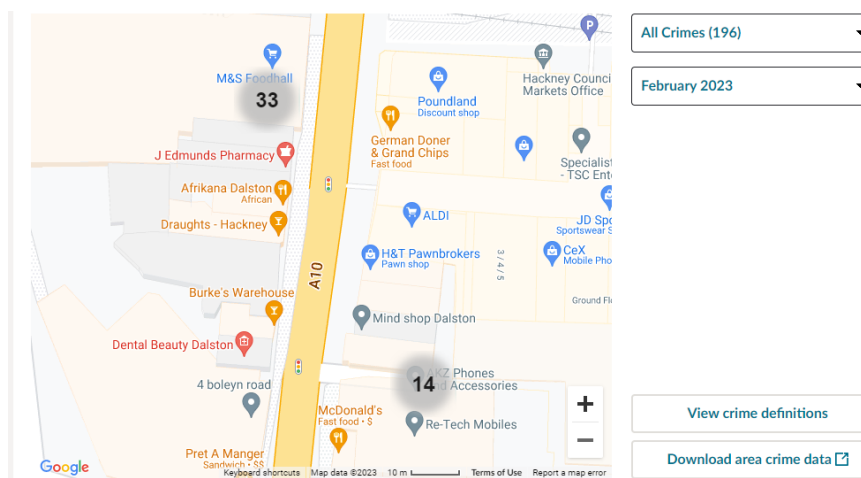 All Crimes (196)
February 2023
P
M&S Foodhall
33
Poundland
Discount shop
Hackney Counci
Markets Office
German Doner
& Grand Chips
Fast food
J Edmunds Pharmacy
Specialist
- TSC Ent
Afrikana Dalston
African
Draughts - Hackney
ALDI
JD Spo
Sportswear S
H&T Pawnbrokers
Pawn shop
CeX
Mobile Pho
3/4/5
A10
Burke's Warehouse
Ground Fl
Mind shop Dalston
Dental Beauty Dalston
14
AKZ Phones
and Accessories
4 boleyn road
McDonald's
Fast food • $
Re-Tech Mobiles
+
−
Pret A Manger
Sandwich • $$
Google
Keyboard shortcuts
Map data ©2023
10 m
Terms of Use
Report a map error
View crime definitions
Download area crime data